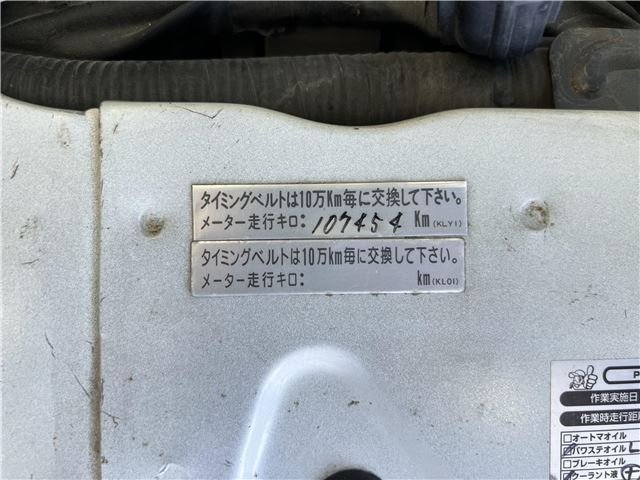 タイミングベルトは10万Km毎に交換して下さい。
メーター走行キロ: 107454 Km (KLY1)
タイミングベルトは10万km毎に交換して下さい。
メーター走行キロ: km (KL01)
P
作業実施日
作業時走行距
□オートマオイル
☑パワステオイル L
□ブレーキオイル
☑クーラント液